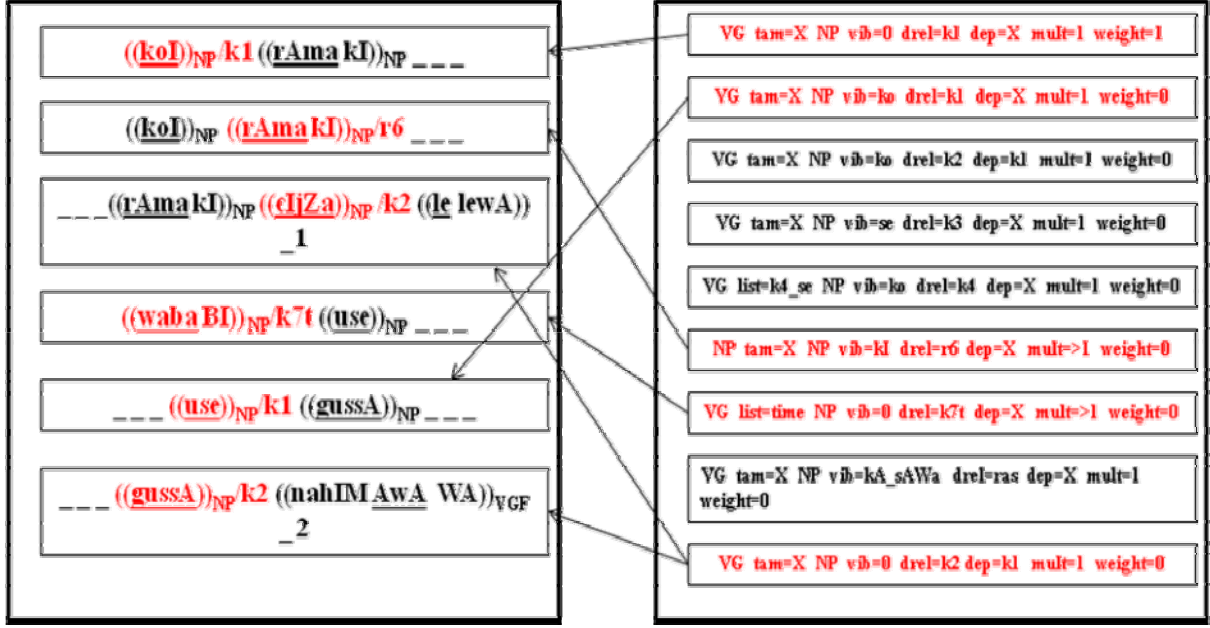 ((koI))NP/k1 ((rAma kI))NP _ _ _
((koI))NP ((rAma kI))NP/r6 _ _ _
_ _ _((rAma kI))NP ((cIjZa))NP /k2 ((le lewA))
_1
((waba BI))NP/k7t ((use))NP _ _ _
_ _ _ ((use))NP/k1 ((gussA))NP _ _ _
_ _ _ ((gussA))NP/k2 ((nahIM AwA WA))VGF
_2
VG tam=X NP vib=0 drel=k1 dep=X mult=1 weight=1
VG tam=X NP vib=ko drel=k1 dep=X mult=1 weight=0
VG tam=X NP vib=ko drel=k2 dep=k1 mult=1 weight=0
VG tam=X NP vib=se drel=k3 dep=X mult=1 weight=0
VG list=k4_se NP vib=ko drel=k4 dep=X mult=1 weight=0
NP tam=X NP vib=kI drel=r6 dep=X mult=>1 weight=0
VG list=time NP vib=0 drel=k7t dep=X mult=>1 weight=0
VG tam=X NP vib=kA_sAWa drel=ras dep=X mult=1
weight=0
VG tam=X NP vib=0 drel=k2 dep=k1 mult=1 weight=0